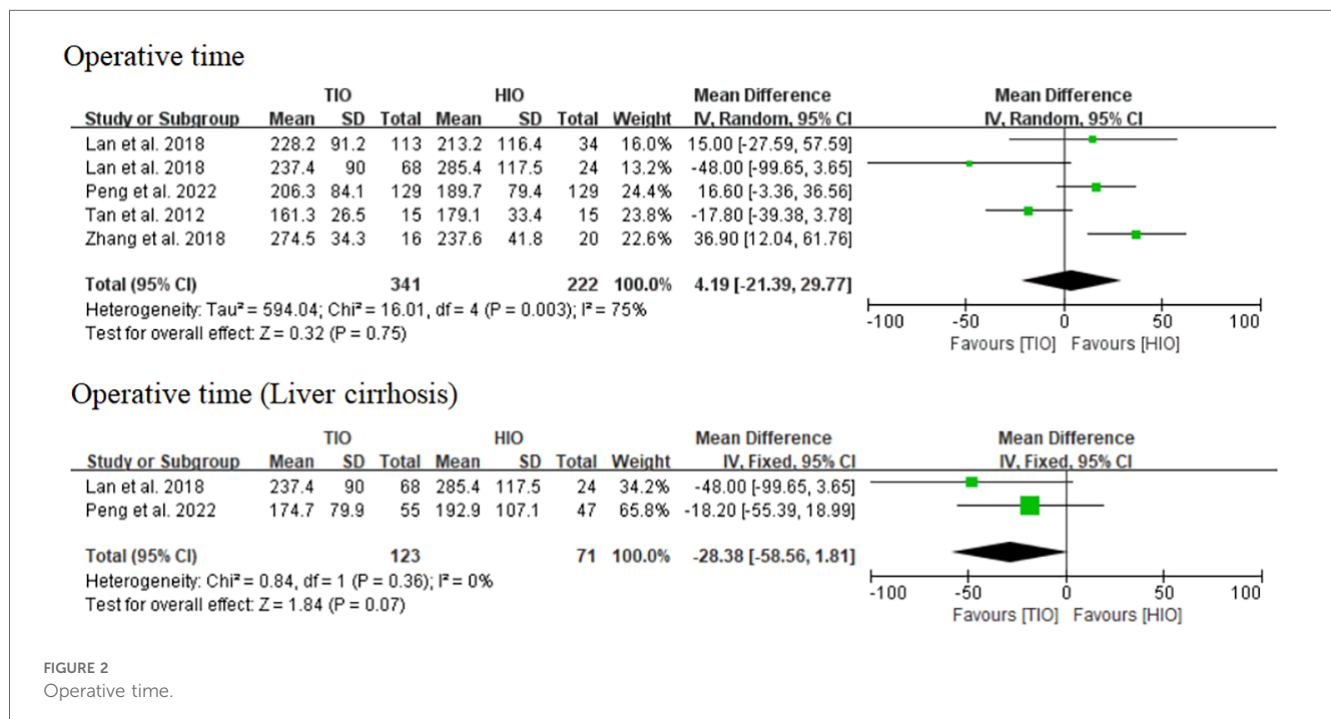 Operative time
TIO HIO Mean Difference Mean Difference
Study or Subgroup Mean SD Total Mean SD Total Weight IV, Random, 95% CI IV, Random, 95% CI
Lan et al. 2018 228.2 91.2 113 213.2 116.4 34 16.0% 15.00 [-27.59, 57.59]
Lan et al. 2018 237.4 90 68 285.4 117.5 24 13.2% -48.00 [-99.65, 3.65]
Peng et al. 2022 206.3 84.1 129 189.7 79.4 129 24.4% 16.60 [-3.36, 36.56]
Tan et al. 2012 161.3 26.5 15 179.1 33.4 15 23.8% -17.80 [-39.38, 3.78]
Zhang et al. 2018 274.5 34.3 16 237.6 41.8 20 22.6% 36.90 [12.04, 61.76]
Total (95% CI) 341 222 100.0% 4.19 [-21.39, 29.77]
Heterogeneity: Tau² = 594.04; Chi² = 16.01, df = 4 (P = 0.003); I² = 75%
Test for overall effect: Z = 0.32 (P = 0.75)
-100 -50 0 50 100
Favours [TIO] Favours [HIO]
Operative time (Liver cirrhosis)
TIO HIO Mean Difference Mean Difference
Study or Subgroup Mean SD Total Mean SD Total Weight IV, Fixed, 95% CI IV, Fixed, 95% CI
Lan et al. 2018 237.4 90 68 285.4 117.5 24 34.2% -48.00 [-99.65, 3.65]
Peng et al. 2022 174.7 79.9 55 192.9 107.1 47 65.8% -18.20 [-55.39, 18.99]
Total (95% CI) 123 71 100.0% -28.38 [-58.56, 1.81]
Heterogeneity: Chi² = 0.84, df = 1 (P = 0.36); I² = 0%
Test for overall effect: Z = 1.84 (P = 0.07)
-100 -50 0 50 100
Favours [TIO] Favours [HIO]
FIGURE 2
Operative time.